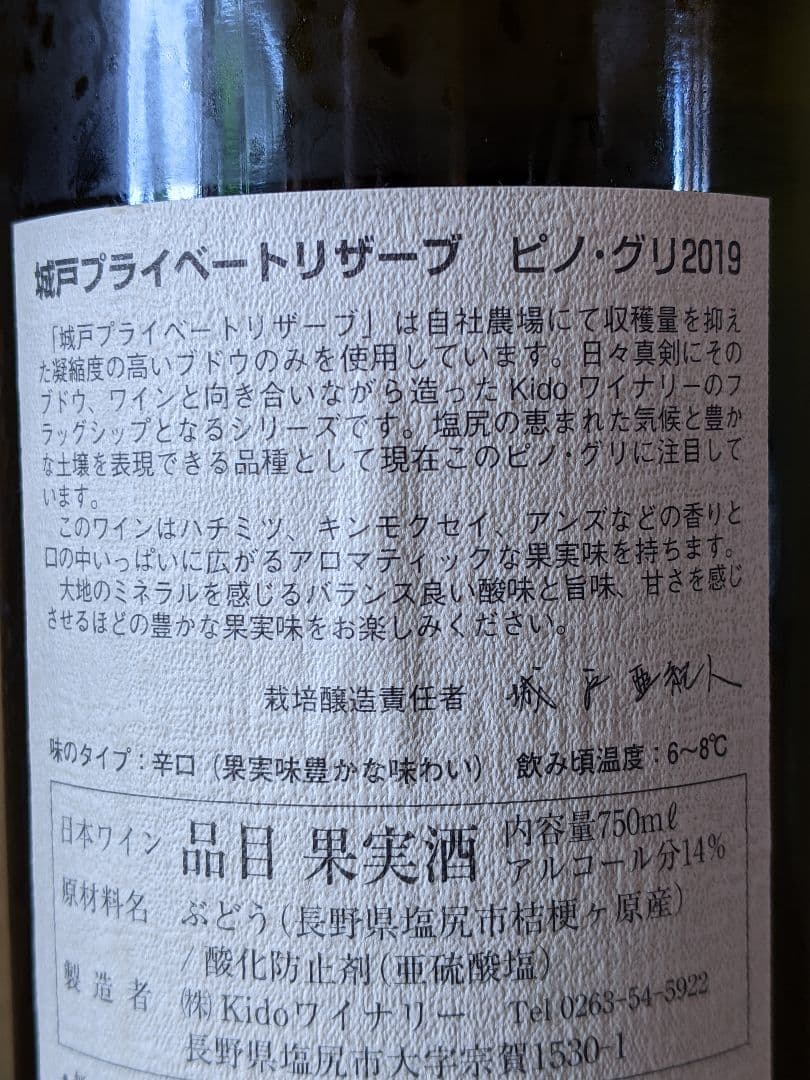 城戸プライベートリザーブ ピノ・グリ2019
「城戸プライベートリザーブ」は自社農場にて収穫量を抑え
た凝縮度の高いブドウのみを使用しています。日々真剣にその
ブドウ、ワインと向き合いながら造ったKidoワイナリーのフ
ラッグシップとなるシリーズです。塩尻の恵まれた気候と豊か
な土壌を表現できる品種として現在このピノ・グリに注目して
います。
このワインはハチミツ、キンモクセイ、アンズなどの香りと
口の中いっぱいに広がるアロマティックな果実味を持ちます。
大地のミネラルを感じるバランス良い酸味と旨味、甘さを感じ
させるほどの豊かな果実味をお楽しみください。
栽培醸造責任者 城戸亜紀人
味のタイプ：辛口（果実味豊かな味わい） 飲み頃温度：6〜8℃
日本ワイン 品目 果実酒 内容量750mℓ
アルコール分14%
原材料名 ぶどう(長野県塩尻市桔梗ヶ原産)
/酸化防止剤(亜硫酸塩)
製造者 ㈱Kidoワイナリー Tel 0263-54-5922
長野県塩尻市大字宗賀1530-1